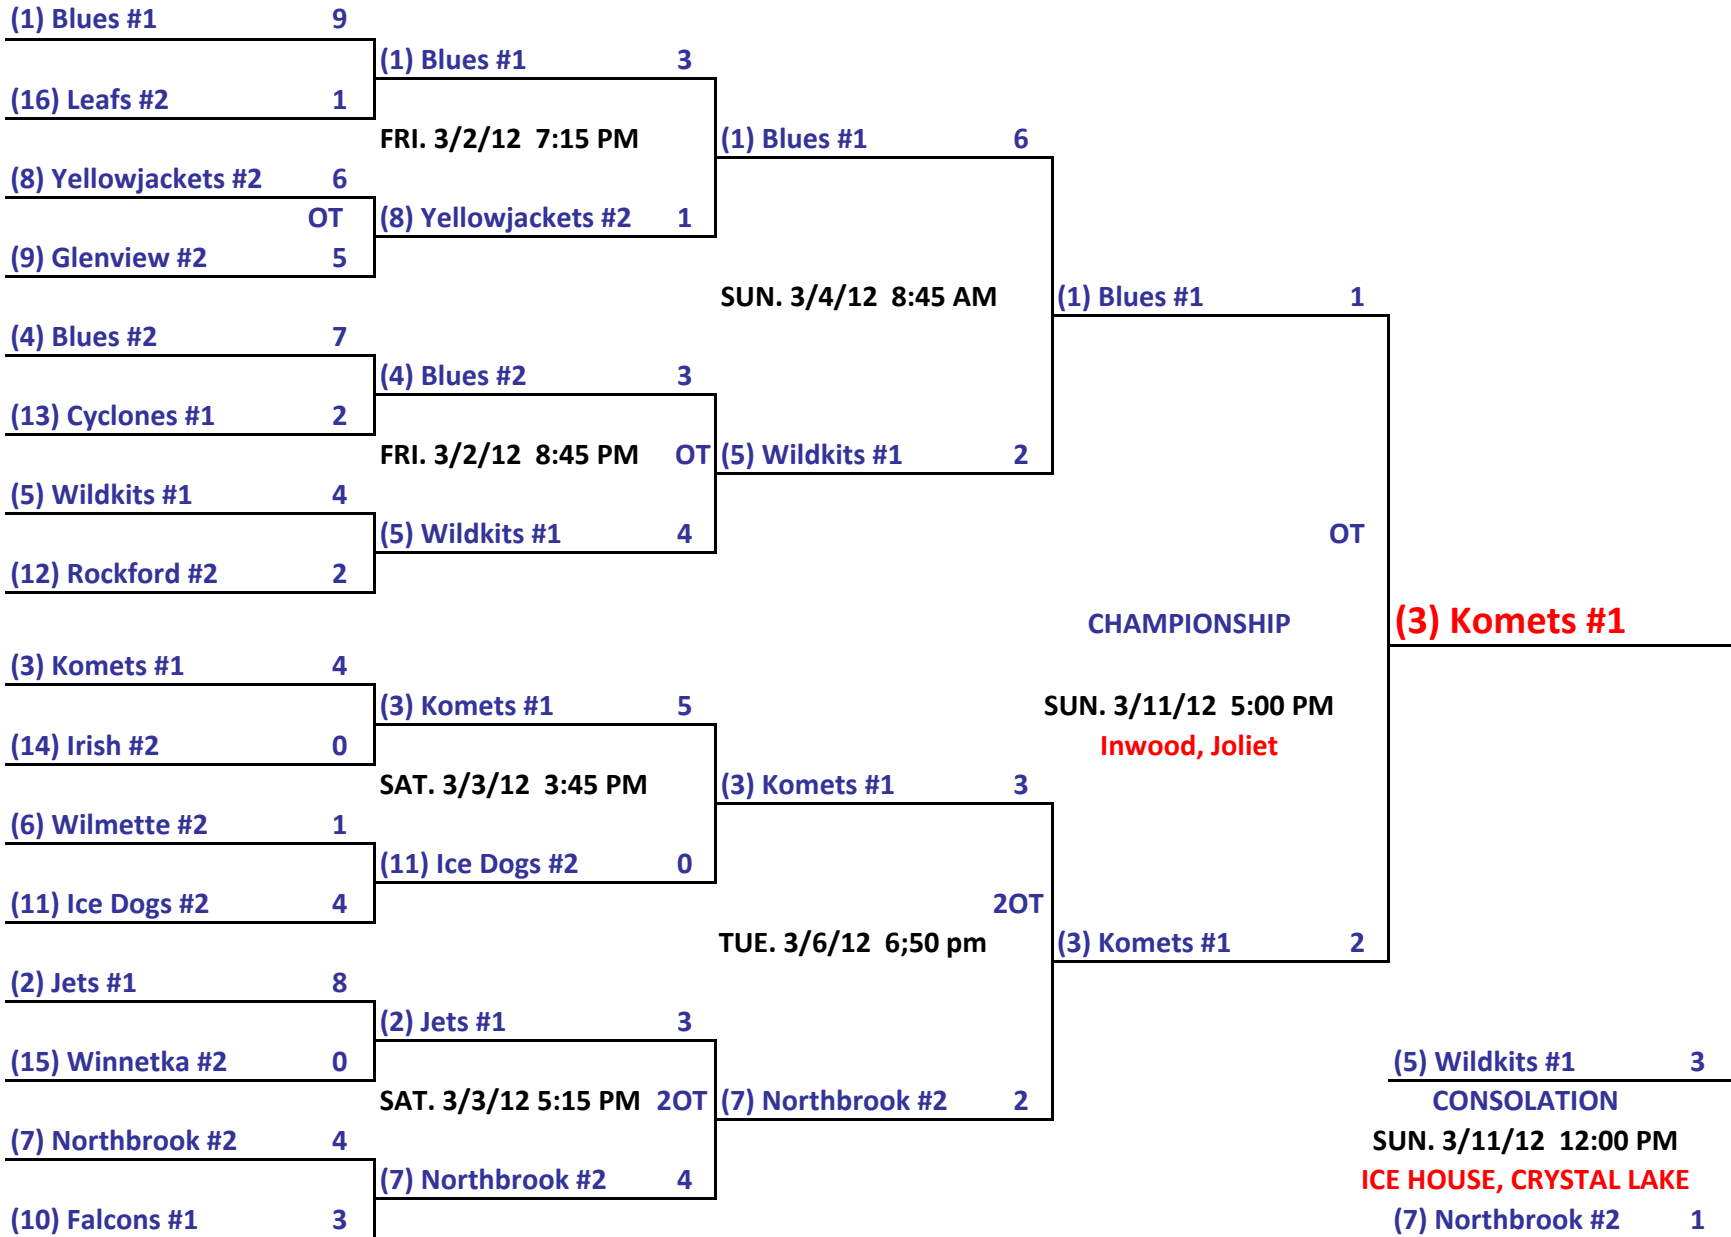 (1) Blues #1 9
(1) Blues #1 3
(16) Leafs #2 1
FRI. 3/2/12 7:15 PM
(1) Blues #1 6
(8) Yellowjackets #2 6
OT
(8) Yellowjackets #2 1
(9) Glenview #2 5
SUN. 3/4/12 8:45 AM
(1) Blues #1 1
(4) Blues #2 7
(4) Blues #2 3
(13) Cyclones #1 2
FRI. 3/2/12 8:45 PM OT
(5) Wildkits #1 2
(5) Wildkits #1 4
(5) Wildkits #1 4
OT
(12) Rockford #2 2
CHAMPIONSHIP
(3) Komets #1
(3) Komets #1 4
(3) Komets #1 5
SUN. 3/11/12 5:00 PM
(14) Irish #2 0
Inwood, Joliet
SAT. 3/3/12 3:45 PM
(3) Komets #1 3
(6) Wilmette #2 1
(11) Ice Dogs #2 0
(11) Ice Dogs #2 4
2OT
TUE. 3/6/12 6;50 pm
(3) Komets #1 2
(2) Jets #1 8
(2) Jets #1 3
(15) Winnetka #2 0
(5) Wildkits #1 3
SAT. 3/3/12 5:15 PM 2OT
(7) Northbrook #2 2
CONSOLATION
(7) Northbrook #2 4
SUN. 3/11/12 12:00 PM
(7) Northbrook #2 4
ICE HOUSE, CRYSTAL LAKE
(10) Falcons #1 3
(7) Northbrook #2 1